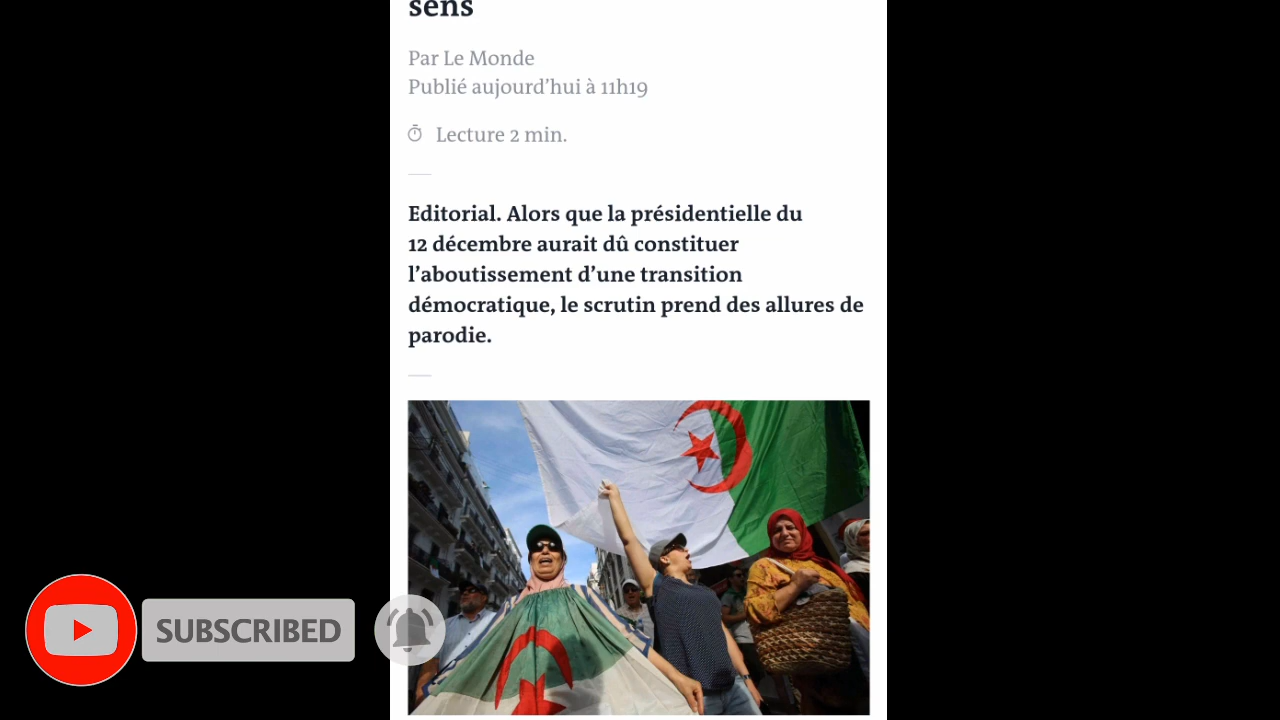 sens
Par Le Monde
Publié aujourd’hui à 11h19
Lecture 2 min.
Editorial. Alors que la présidentielle du
12 décembre aurait dû constituer
l’aboutissement d’une transition
démocratique, le scrutin prend des allures de
parodie.
SUBSCRIBED